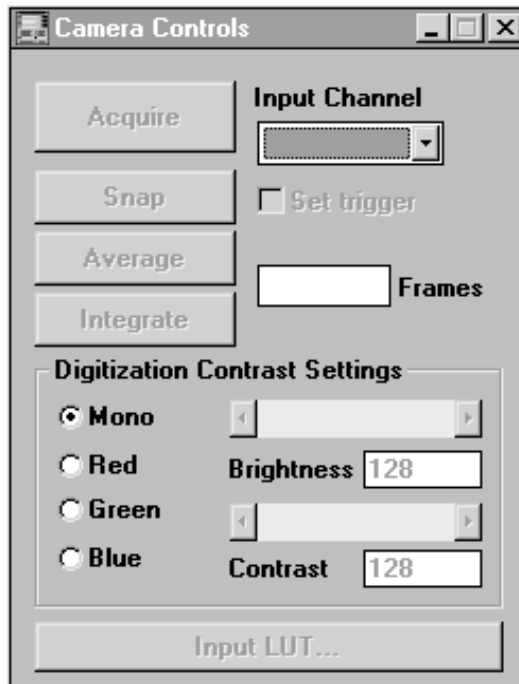 Camera Controls
Acquire
Input Channel
Snap
Set trigger
Average
Frames
Integrate
Digitization Contrast Settings
Mono
Red
Brightness 128
Green
Blue
Contrast 128
Input LUT...